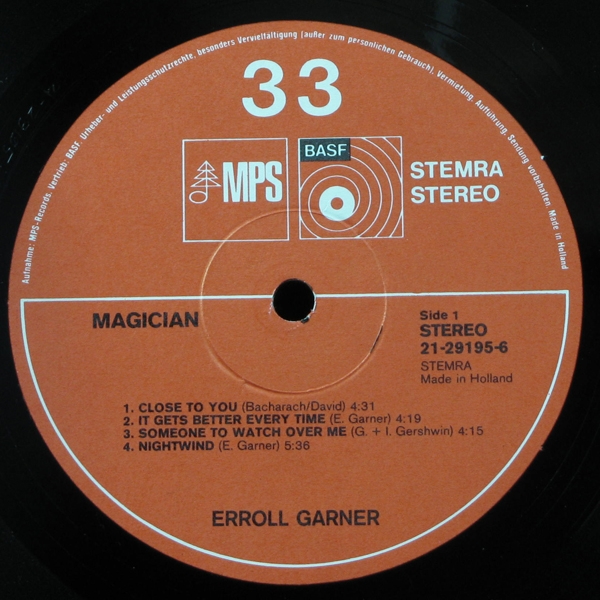 Aufnahme: MPS-Records. Vertrieb: BASF. Urheber- und Leistungsschutzrechte, besonders Vervielfältigung (außer zum persönlichen Gebrauch), Vermietung, Aufführung, Sendung vorbehalten. Made in Holland
33
MPS
BASF
STEMRA
STEREO
MAGICIAN
Side 1
STEREO
21-29195-6
STEMRA
Made in Holland
1. CLOSE TO YOU (Bacharach/David) 4:31
2. IT GETS BETTER EVERY TIME (E. Garner) 4:19
3. SOMEONE TO WATCH OVER ME (G. + I. Gershwin) 4:15
4. NIGHTWIND (E. Garner) 5:36
ERROLL GARNER